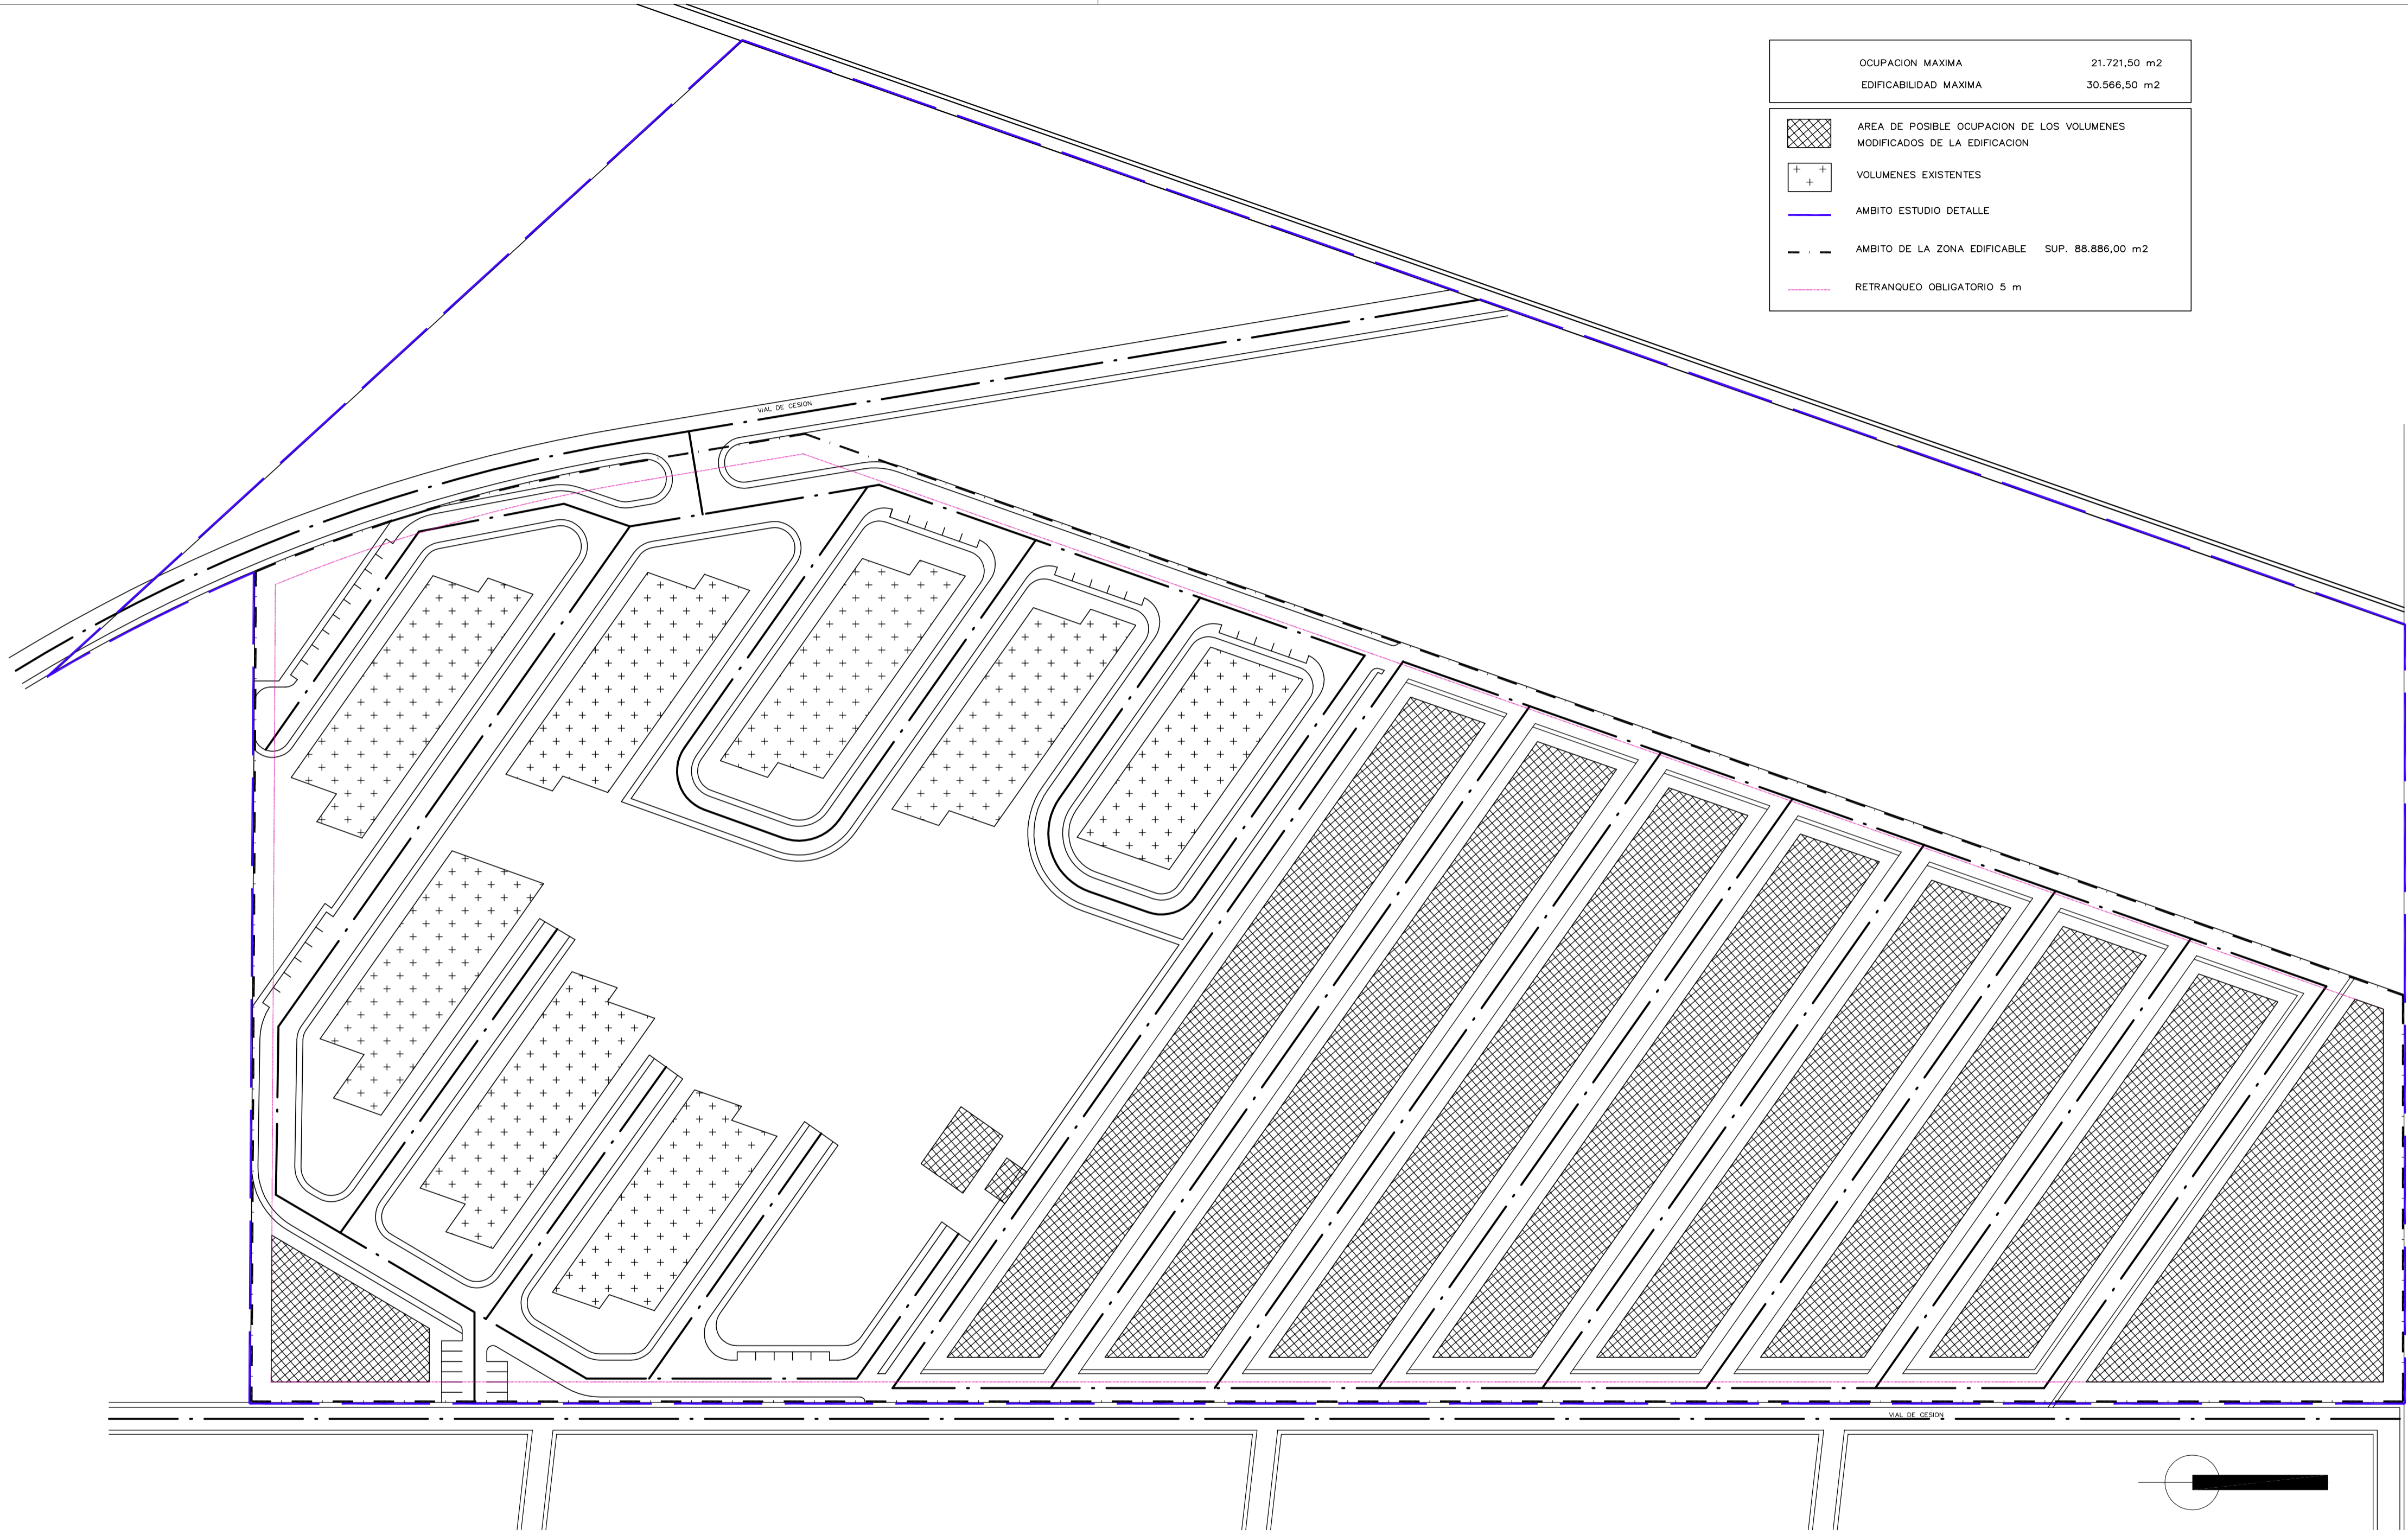 OCUPACION MAXIMA 21.721,50 m2
EDIFICABILIDAD MAXIMA 30.566,50 m2
AREA DE POSIBLE OCUPACION DE LOS VOLUMENES
MODIFICADOS DE LA EDIFICACION
VOLUMENES EXISTENTES
AMBITO ESTUDIO DETALLE
AMBITO DE LA ZONA EDIFICABLE SUP. 88.886,00 m2
RETRANQUEO OBLIGATORIO 5 m
VIAL DE CESION
VIAL DE CESION